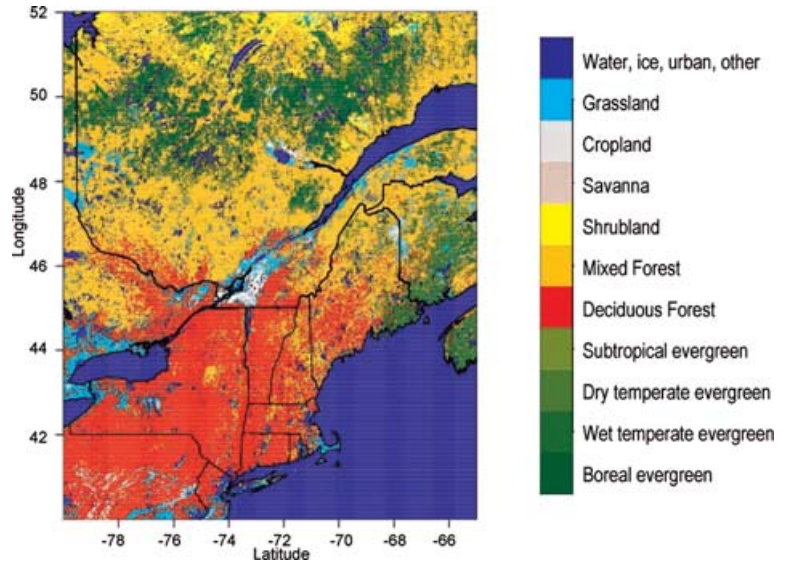 52
50
48
46
44
42
Longitude
-78 -76 -74 -72 -70 -68 -66
Latitude
Water, ice, urban, other
Grassland
Cropland
Savanna
Shrubland
Mixed Forest
Deciduous Forest
Subtropical evergreen
Dry temperate evergreen
Wet temperate evergreen
Boreal evergreen